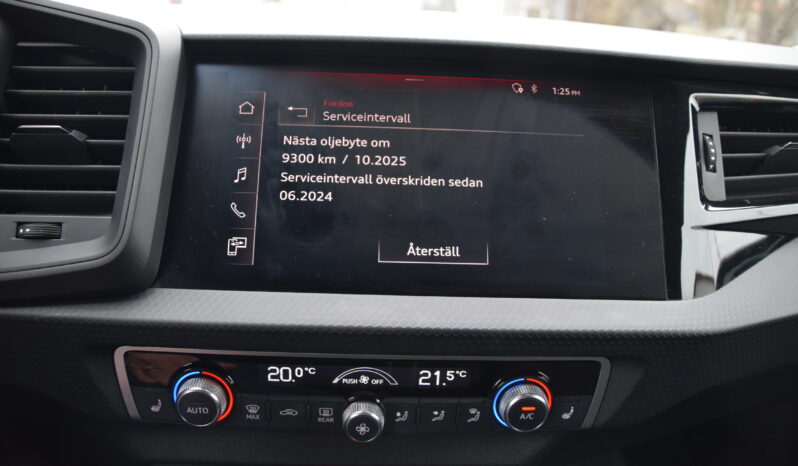 1:25 PM
Fordon
Serviceintervall
Nästa oljebyte om
9300 km / 10.2025
Serviceintervall överskriden sedan
06.2024
Återställ
20.0°C
PUSH OFF
21.5°C
AUTO
MAX
REAR
A/C